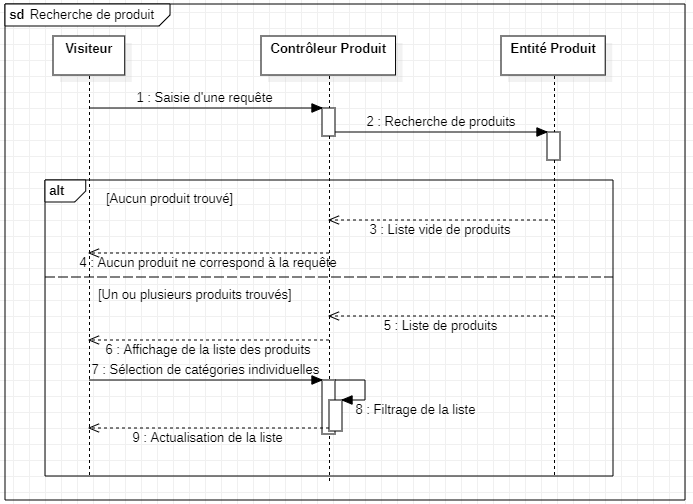 sd Recherche de produit
Visiteur
Contrôleur Produit
Entité Produit
1 : Saisie d'une requête
2 : Recherche de produits
alt
[Aucun produit trouvé]
3 : Liste vide de produits
4 : Aucun produit ne correspond à la requête
[Un ou plusieurs produits trouvés]
5 : Liste de produits
6 : Affichage de la liste des produits
7 : Sélection de catégories individuelles
8 : Filtrage de la liste
9 : Actualisation de la liste